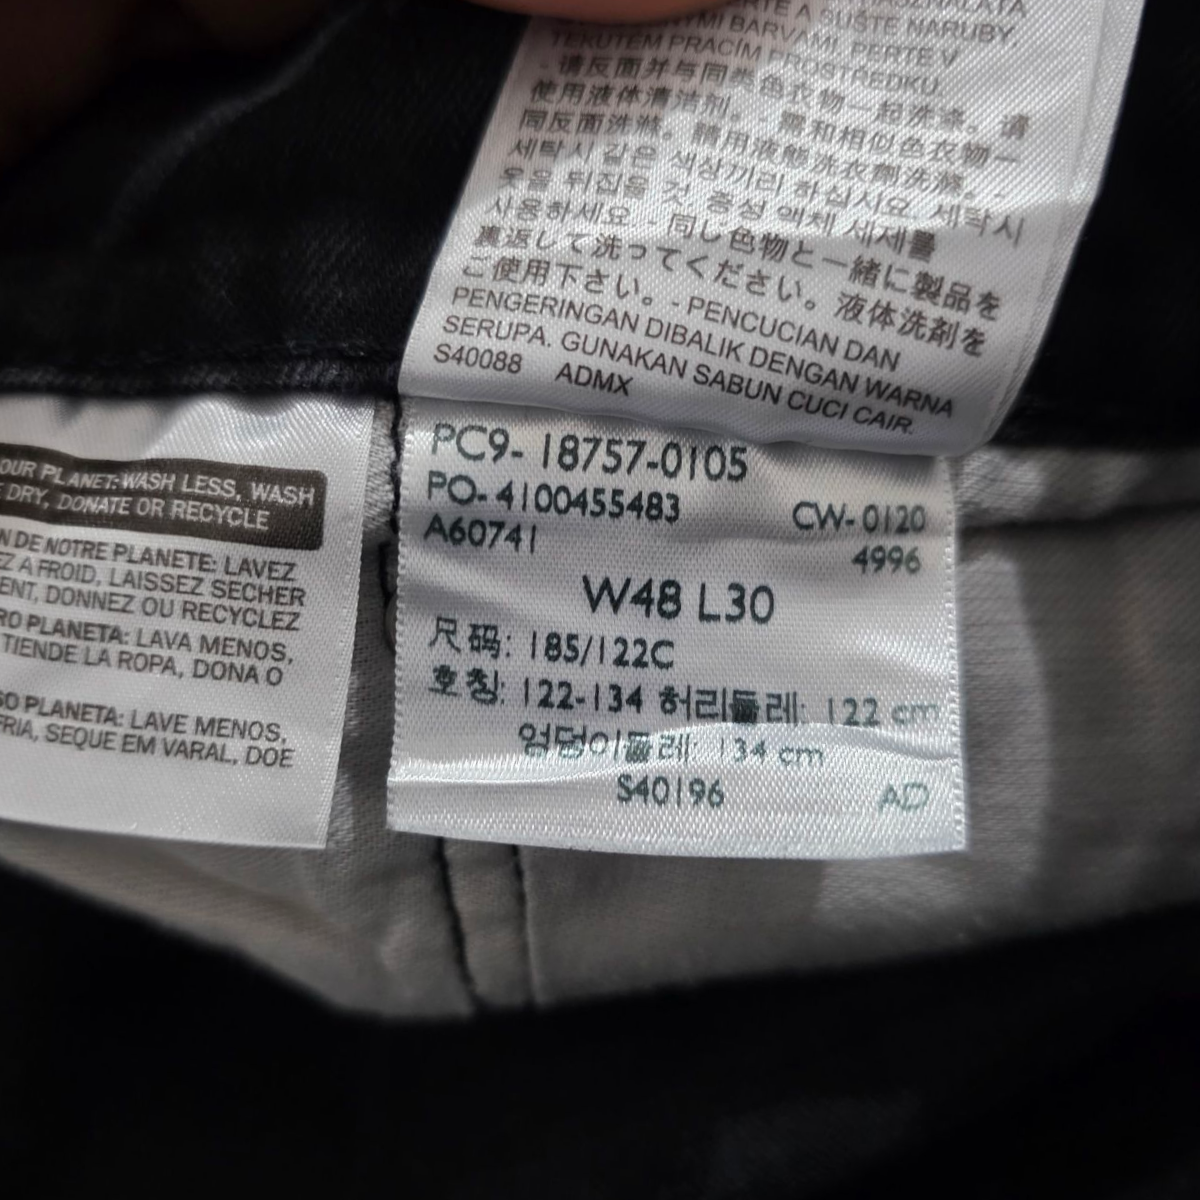 RTE A SUŠTE NARUBY,
MI BARVAMI. PERTE V
TEKUTÉM PRACÍM PROSTŘEDKU.
- 请反面并与同类色衣物一起洗涤。请
使用液体清洁剂。- 需和相似色衣物一
同反面洗滌。請用液態洗衣劑洗滌。-
세탁시 같은 색상끼리 하십시요. 세탁시
옷을 뒤집을 것. 중성 액체 세제를
사용하세요. - 同じ色物と一緒に製品を
裏返して洗ってください。液体洗剤を
ご使用下さい。- PENCUCIAN DAN
PENGERINGAN DIBALIK DENGAN WARNA
SERUPA. GUNAKAN SABUN CUCI CAIR.
S40088 ADMX
OUR PLANET: WASH LESS, WASH
DRY, DONATE OR RECYCLE
N DE NOTRE PLANETE: LAVEZ
EZ A FROID, LAISSEZ SECHER
ENT, DONNEZ OU RECYCLEZ
RO PLANETA: LAVA MENOS,
TIENDE LA ROPA, DONA O
SO PLANETA: LAVE MENOS,
FRIA, SEQUE EM VARAL, DOE
PC9- 18757-0105
PO- 4100455483 CW- 0120
A60741 4996
W48 L30
尺码: 185/122C
호칭: 122-134 허리둘레: 122 cm
엉덩이둘레: 134 cm
S40196 AD